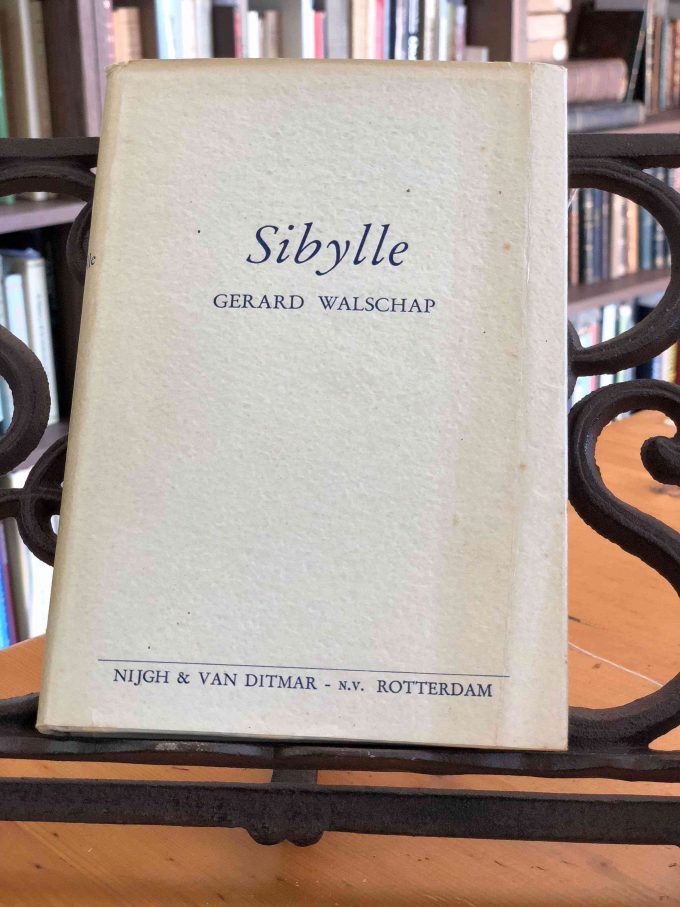 Sibylle
GERARD WALSCHAP
NIJGH & VAN DITMAR - N.V. ROTTERDAM